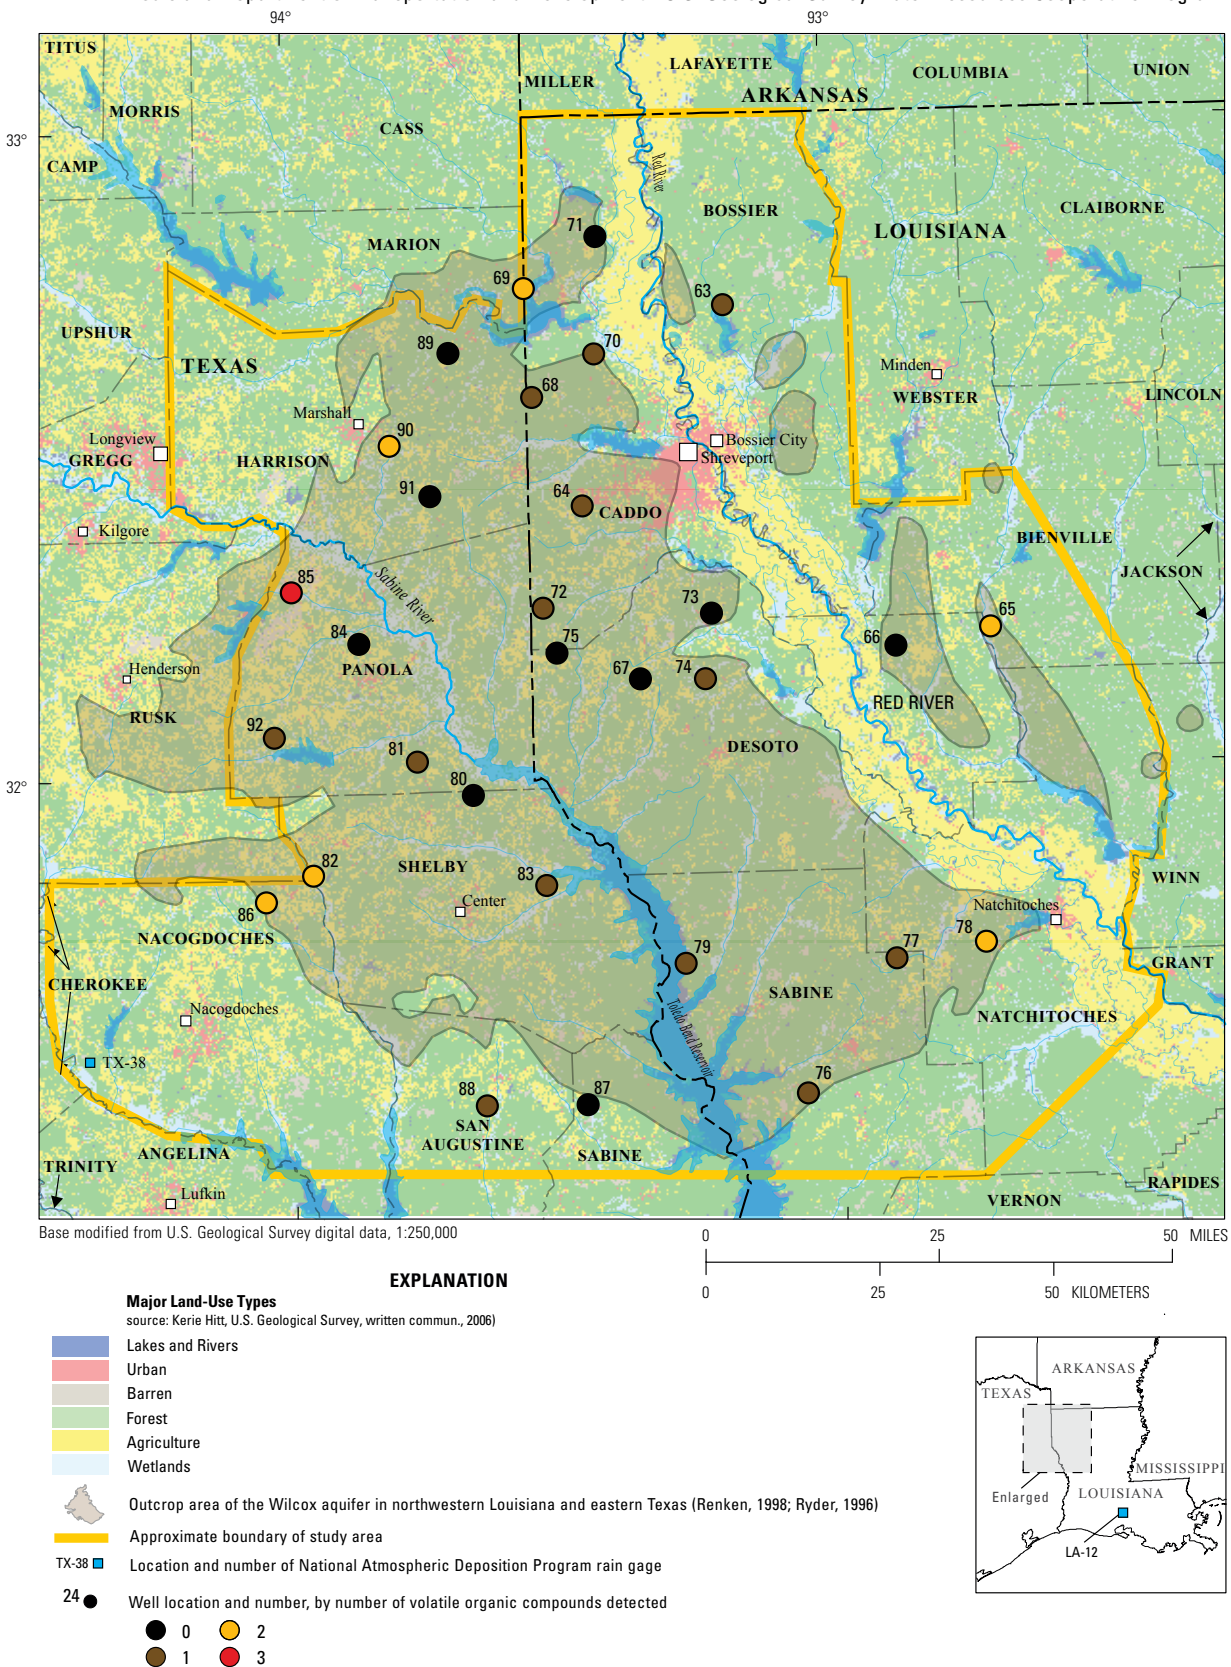 94°
93°
TITUS
LAFAYETTE
COLUMBIA
UNION
MILLER
ARKANSAS
MORRIS
CASS
33°
CAMP
Red River
BOSSIER
CLAIBORNE
LOUISIANA
71
MARION
69
63
UPSHUR
TEXAS
89
70
Minden
WEBSTER
LINCOLN
68
Marshall
90
Longview
GREGG
HARRISON
Bossier City
Shreveport
91
64
CADDO
Kilgore
BIENVILLE
JACKSON
85
Sabine River
72
73
65
84
75
66
PANOLA
67
74
Henderson
RUSK
RED RIVER
92
81
DESOTO
80
32°
82
SHELBY
83
WINN
86
Center
Natchitoches
78
NACOGDOCHES
77
79
GRANT
CHEROKEE
SABINE
Nacogdoches
NATCHITOCHES
Toledo Bend Reservoir
TX-38
76
88
87
SAN
AUGUSTINE
ANGELINA
SABINE
TRINITY
RAPIDES
Lufkin
VERNON
Base modified from U.S. Geological Survey digital data, 1:250,000
0 25 50 MILES
0 25 50 KILOMETERS
EXPLANATION
Major Land-Use Types
source: Kerie Hitt, U.S. Geological Survey, written commun., 2006)
Lakes and Rivers
Urban
Barren
Forest
Agriculture
Wetlands
Outcrop area of the Wilcox aquifer in northwestern Louisiana and eastern Texas (Renken, 1998; Ryder, 1996)
Approximate boundary of study area
TX-38 Location and number of National Atmospheric Deposition Program rain gage
24 Well location and number, by number of volatile organic compounds detected
0 2
1 3
ARKANSAS
TEXAS
MISSISSIPPI
Enlarged
LOUISIANA
LA-12